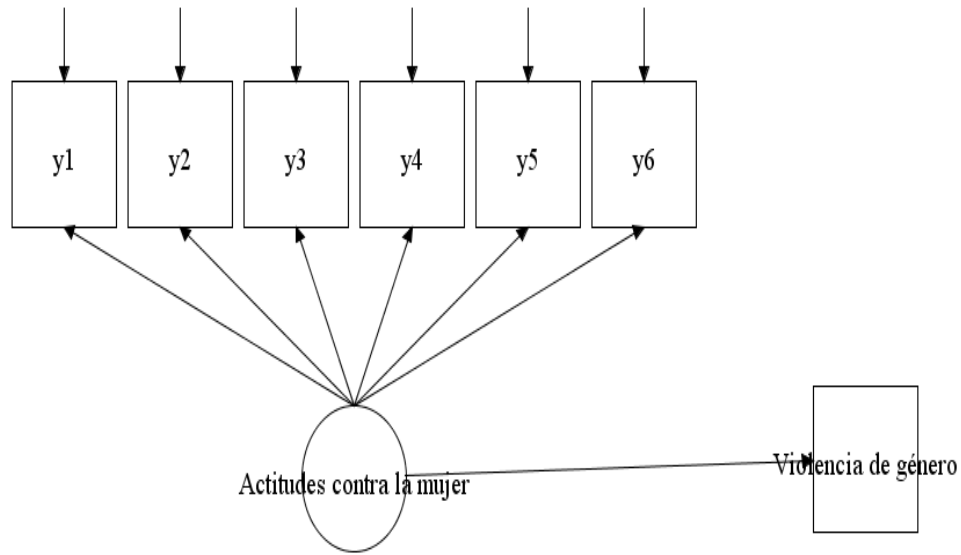 y1
y2
y3
y4
y5
y6
Actitudes contra la mujer
Violencia de género